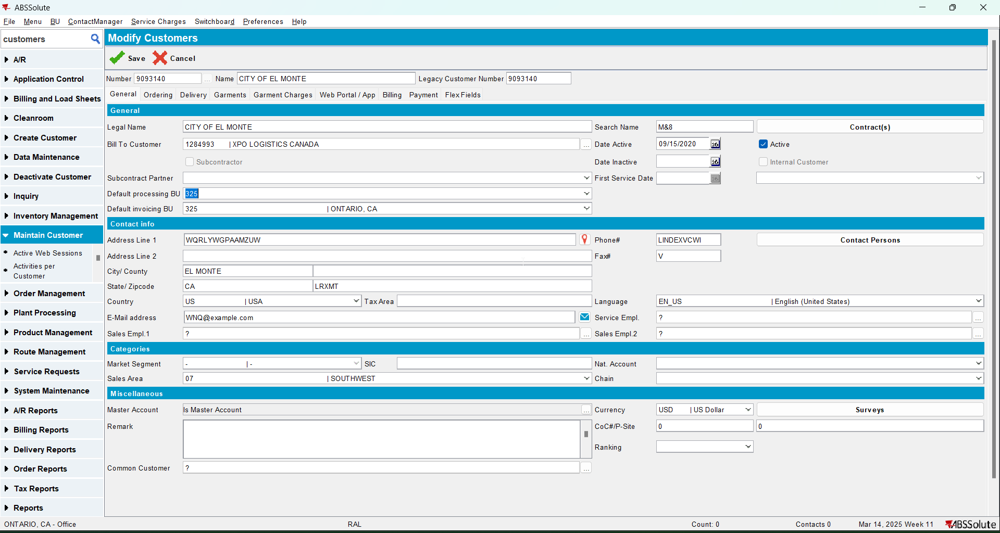 ABSSolute
File Menu BU ContactManager Service Charges Switchboard Preferences Help
customers
Modify Customers
Save Cancel
Number 9093140 ... Name CITY OF EL MONTE Legacy Customer Number 9093140
General Ordering Delivery Garments Garment Charges Web Portal / App Billing Payment Flex Fields
General
Legal Name CITY OF EL MONTE Search Name M&8 Contract(s)
Bill To Customer 1284993 | XPO LOGISTICS CANADA ... Date Active 09/15/2020 16 Active
Subcontractor Date Inactive 16 Internal Customer
Subcontract Partner First Service Date 16
Default processing BU 325
Default invoicing BU 325 | ONTARIO, CA
Contact info
Address Line 1 WQRLYWGPAAMZUW Phone# LINDEXVCWI Contact Persons
Address Line 2 Fax# V
City/ County EL MONTE
State/ Zipcode CA LRXMT
Country US | USA Tax Area Language EN_US | English (United States)
E-Mail address WNQ@example.com Service Empl. ? ...
Sales Empl.1 ? ... Sales Empl.2 ? ...
Categories
Market Segment - | - SIC Nat. Account
Sales Area 07 | SOUTHWEST Chain
Miscellaneous
Master Account Is Master Account ... Currency USD | US Dollar Surveys
Remark CoC#/P-Site 0 0
Ranking
Common Customer ? ...
A/R
Application Control
Billing and Load Sheets
Cleanroom
Create Customer
Data Maintenance
Deactivate Customer
Inquiry
Inventory Management
Maintain Customer
Active Web Sessions
Activities per
Customer
Order Management
Plant Processing
Product Management
Route Management
Service Requests
System Maintenance
A/R Reports
Billing Reports
Delivery Reports
Order Reports
Tax Reports
Reports
ONTARIO, CA - Office RAL Count: 0 Contacts 0 Mar 14, 2025 Week 11 ABSSolute